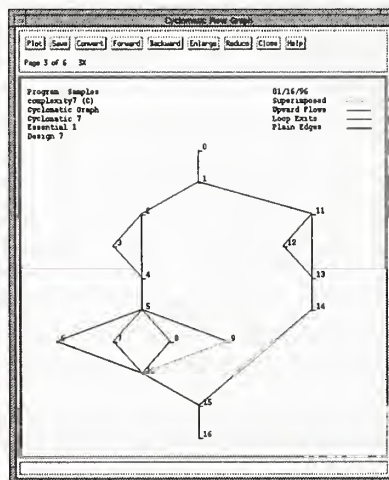 Cyclomatic Flow Graph
Plot Save Convert Forward Backward Enlarge Reduce Close Help
Page 3 of 6 3X
Program Samples
complexity7 (C)
Cyclomatic Graph
Cyclomatic 7
Essential 1
Design 7
01/16/96
Superimposed
Upward Flows
Loop Exits
Plain Edges
0
1
2
11
3
12
4
13
5
14
6 7 8 9
15
16